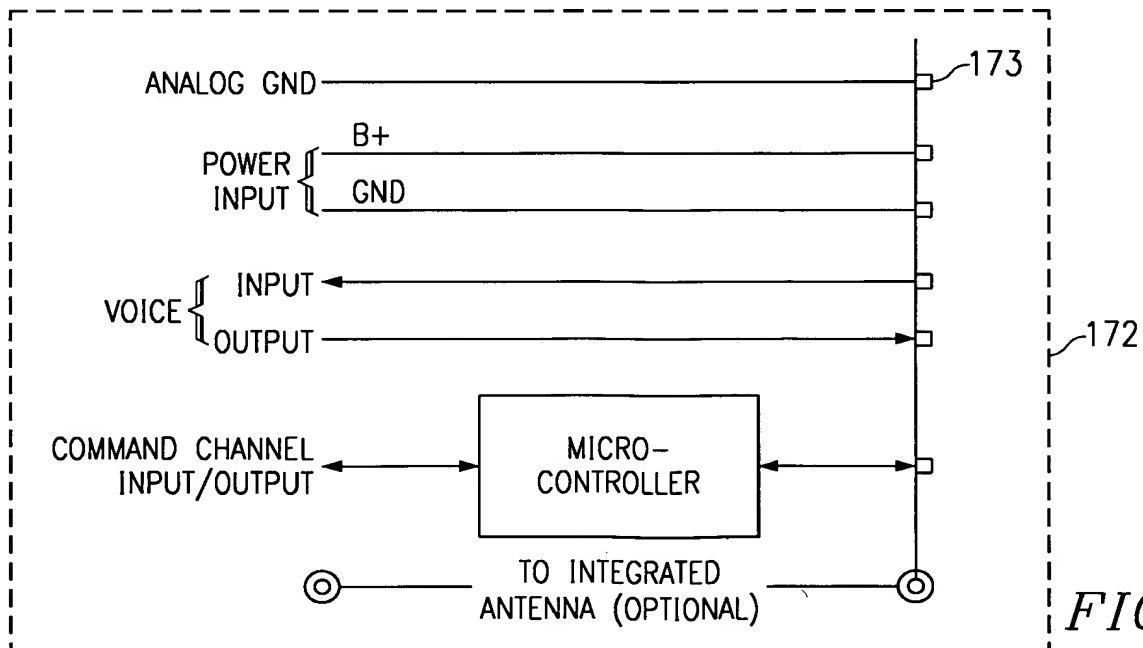 ANALOG GND
173
B+
POWER
INPUT
GND
INPUT
VOICE
OUTPUT
172
COMMAND CHANNEL
INPUT/OUTPUT
MICRO-
CONTROLLER
TO INTEGRATED
ANTENNA (OPTIONAL)